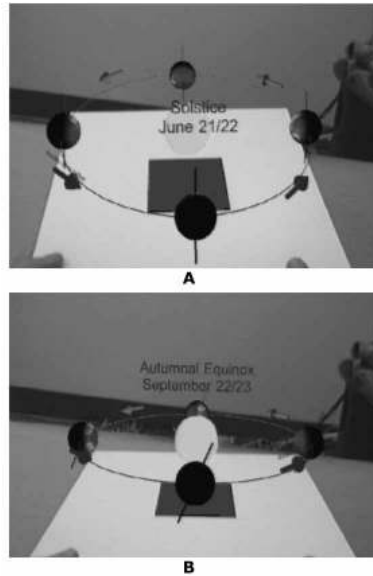 Solstice
June 21/22
A
Autumnal Equinox
September 22/23
B